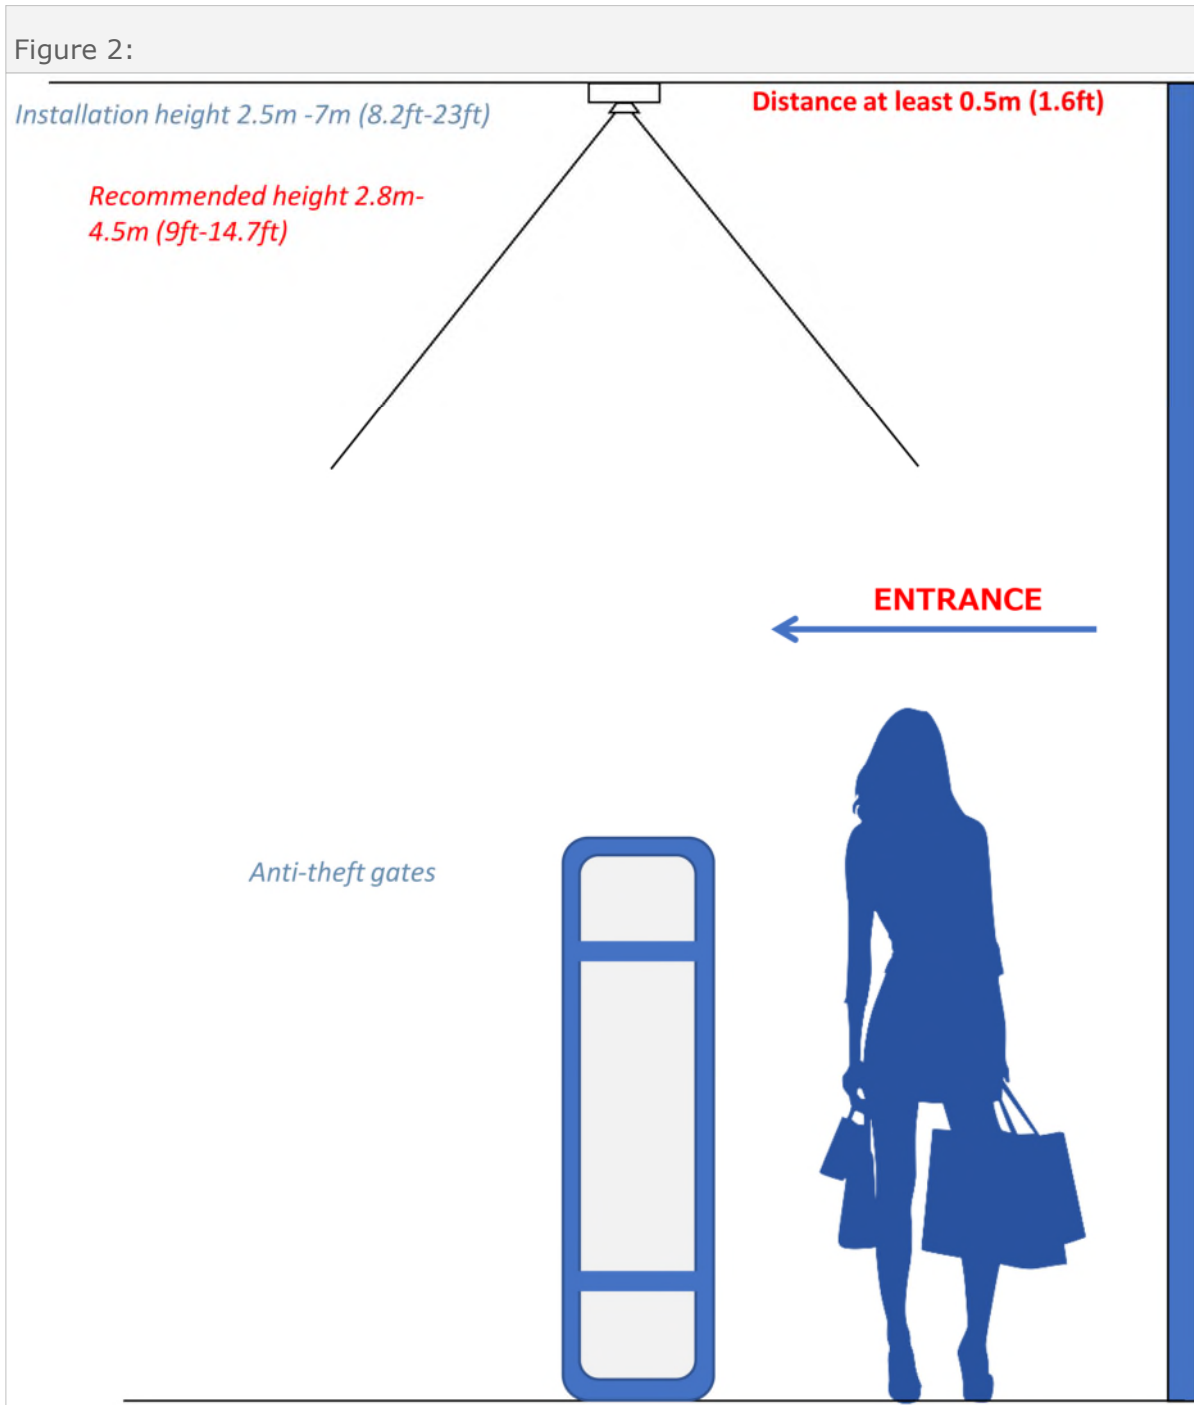 Figure 2:
Installation height 2.5m -7m (8.2ft-23ft)
Distance at least 0.5m (1.6ft)
Recommended height 2.8m-
4.5m (9ft-14.7ft)
ENTRANCE
Anti-theft gates